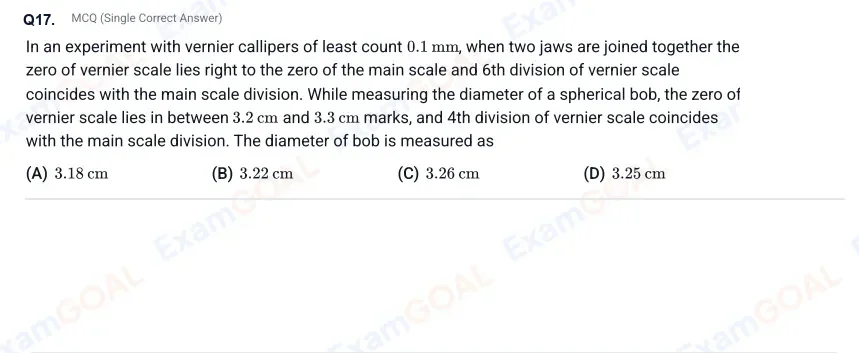 Q17. MCQ (Single Correct Answer)
In an experiment with vernier callipers of least count 0.1 mm, when two jaws are joined together the
zero of vernier scale lies right to the zero of the main scale and 6th division of vernier scale
coincides with the main scale division. While measuring the diameter of a spherical bob, the zero of
vernier scale lies in between 3.2 cm and 3.3 cm marks, and 4th division of vernier scale coincides
with the main scale division. The diameter of bob is measured as
(A) 3.18 cm (B) 3.22 cm (C) 3.26 cm (D) 3.25 cm
ExamGOAL
ExamGOAL
ExamGOAL
ExamGOAL
ExamGOAL